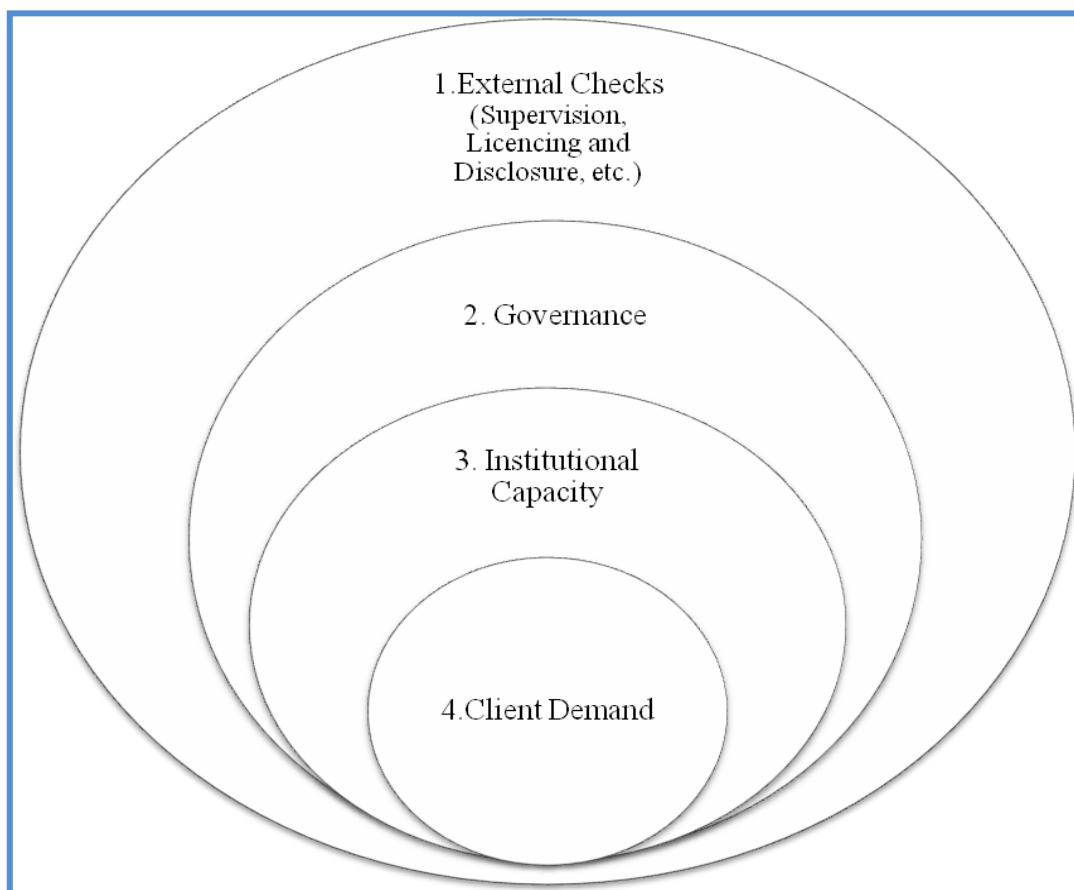 1.External Checks
(Supervision,
Licencing and
Disclosure, etc.)
2. Governance
3. Institutional
Capacity
4.Client Demand